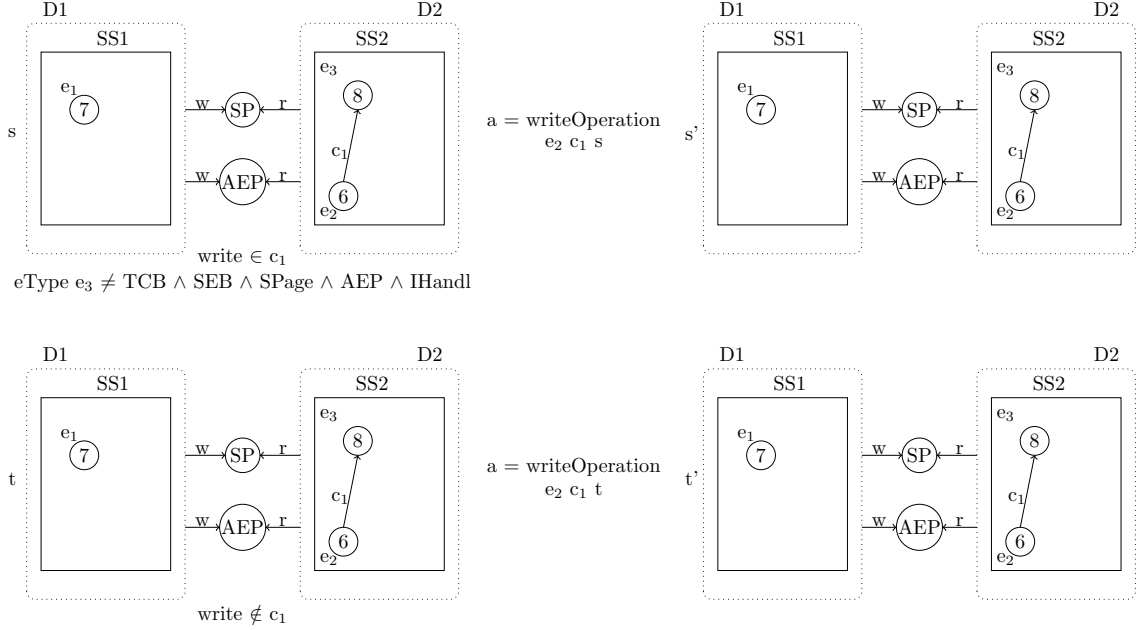 D1 D2 D1 D2
SS1 SS2 SS1 SS2
e₃ e₃
e₁ e₁
8 8
7 w SP r 7 w SP r
a = writeOperation
s s'
e₂ c₁ s
c₁ c₁
w AEP r w AEP r
6 6
e₂ e₂
write ∈ c₁
eType e₃ ≠ TCB ∧ SEB ∧ SPage ∧ AEP ∧ IHandl
D1 D2 D1 D2
SS1 SS2 SS1 SS2
e₃ e₃
e₁ e₁
8 8
7 w SP r 7 w SP r
a = writeOperation
t t'
e₂ c₁ t
c₁ c₁
w AEP r w AEP r
6 6
e₂ e₂
write ∉ c₁